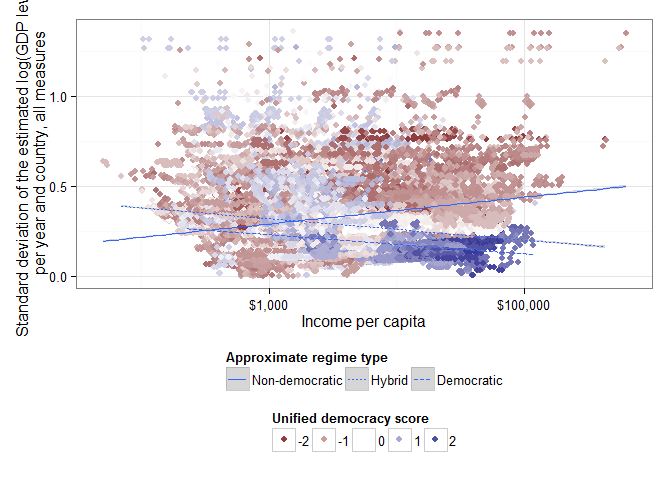 Standard deviation of the estimated log(GDP
per year and country, all measures
1.0
0.5
0.0
$1,000
$100,000
Income per capita
Approximate regime type
Non-democratic
Hybrid
Democratic
Unified democracy score
-2
-1
0
1
2